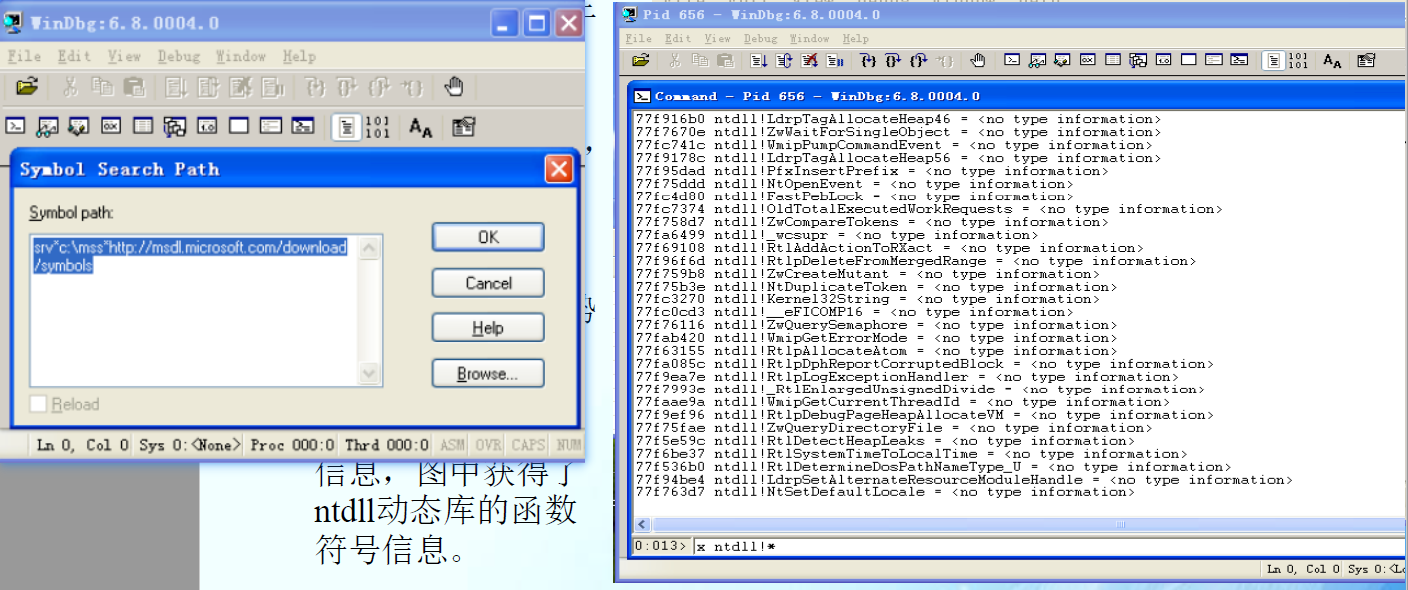 WinDbg:6.8.0004.0
File Edit View Debug Window Help
Symbol Search Path
Symbol path:
srv*c:\mss*http://msdl.microsoft.com/download
/symbols
OK
Cancel
Help
Browse...
Reload
Ln 0, Col 0 Sys 0:<None> Proc 000:0 Thrd 000:0 ASM OVR CAPS NUM
信息，图中获得了
ntdll动态库的函数
符号信息。
Pid 656 - WinDbg:6.8.0004.0
File Edit View Debug Window Help
Command - Pid 656 - WinDbg:6.8.0004.0
77f916b0 ntdll!LdrpTagAllocateHeap46 = <no type information>
77f7670e ntdll!ZwWaitForSingleObject = <no type information>
77fc741c ntdll!WmipPumpCommandEvent = <no type information>
77f9178c ntdll!LdrpTagAllocateHeap56 = <no type information>
77f95dad ntdll!PfxInsertPrefix = <no type information>
77f75ddd ntdll!NtOpenEvent = <no type information>
77fc4d80 ntdll!FastPebLock = <no type information>
77fc7374 ntdll!OldTotalExecutedWorkRequests = <no type information>
77f758d7 ntdll!ZwCompareTokens = <no type information>
77fa6499 ntdll!_wcsupr = <no type information>
77f69108 ntdll!RtlAddActionToRXact = <no type information>
77f96f6d ntdll!RtlpDeleteFromMergedRange = <no type information>
77f759b8 ntdll!ZwCreateMutant = <no type information>
77f75b3e ntdll!NtDuplicateToken = <no type information>
77fc3270 ntdll!Kernel32String = <no type information>
77fc0cd3 ntdll!__eFICOMP16 = <no type information>
77f76116 ntdll!ZwQuerySemaphore = <no type information>
77fab420 ntdll!WmipGetErrorMode = <no type information>
77f63155 ntdll!RtlpAllocateAtom = <no type information>
77fa085c ntdll!RtlpDphReportCorruptedBlock = <no type information>
77f9ea7e ntdll!RtlpLogExceptionHandler = <no type information>
77f7993e ntdll!_RtlEnlargedUnsignedDivide = <no type information>
77faae9a ntdll!WmipGetCurrentThreadId = <no type information>
77f9ef96 ntdll!RtlpDebugPageHeapAllocateVM = <no type information>
77f75fae ntdll!ZwQueryDirectoryFile = <no type information>
77f5e59c ntdll!RtlDetectHeapLeaks = <no type information>
77f6be37 ntdll!RtlSystemTimeToLocalTime = <no type information>
77f536b0 ntdll!RtlDetermineDosPathNameType_U = <no type information>
77f94be4 ntdll!LdrpSetAlternateResourceModuleHandle = <no type information>
77f763d7 ntdll!NtSetDefaultLocale = <no type information>
0:013> x ntdll!*
Ln 0, Col 0 Sys 0:<Lo